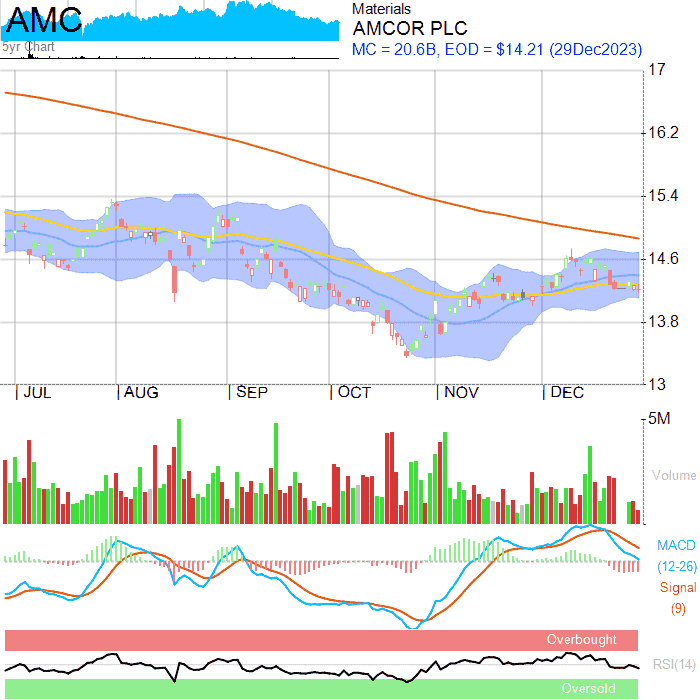 AMC
5yr Chart
Materials
AMCOR PLC
MC = 20.6B, EOD = $14.21 (29Dec2023)
17
16.2
15.4
14.6
13.8
13
JUL
AUG
SEP
OCT
NOV
DEC
5M
Volume
MACD
(12-26)
Signal
(9)
Overbought
RSI(14)
Oversold